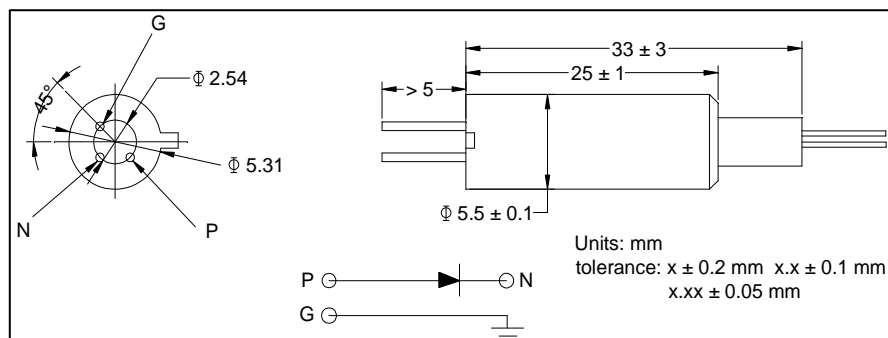 G
Φ 2.54
45°
Φ 5.31
N
P
33 ± 3
25 ± 1
> 5
Φ 5.5 ± 0.1
Units: mm
tolerance: x ± 0.2 mm x.x ± 0.1 mm
x.xx ± 0.05 mm
P
N
G